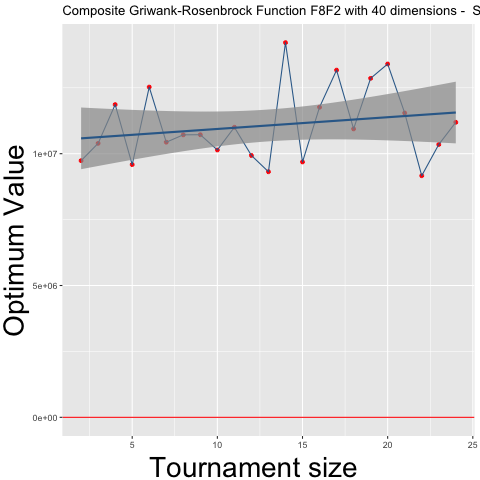 Composite Griwank-Rosenbrock Function F8F2 with 40 dimensions - S
Optimum Value
1e+07
5e+06
0e+00
5
10
15
20
25
Tournament size